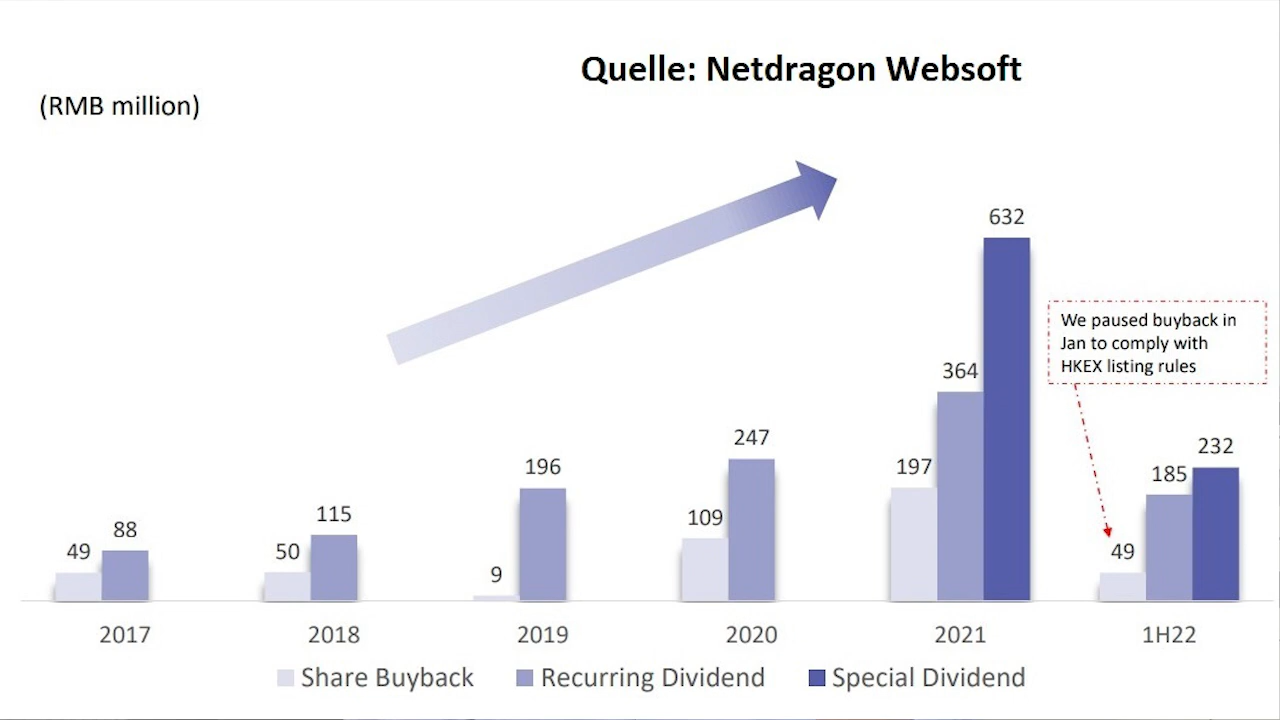 Quelle: Netdragon Websoft
(RMB million)
632
We paused buyback in
Jan to comply with
HKEX listing rules
364
247
232
196
197
185
115
109
88
49
50
9
49
2017
2018
2019
2020
2021
1H22
Share Buyback
Recurring Dividend
Special Dividend